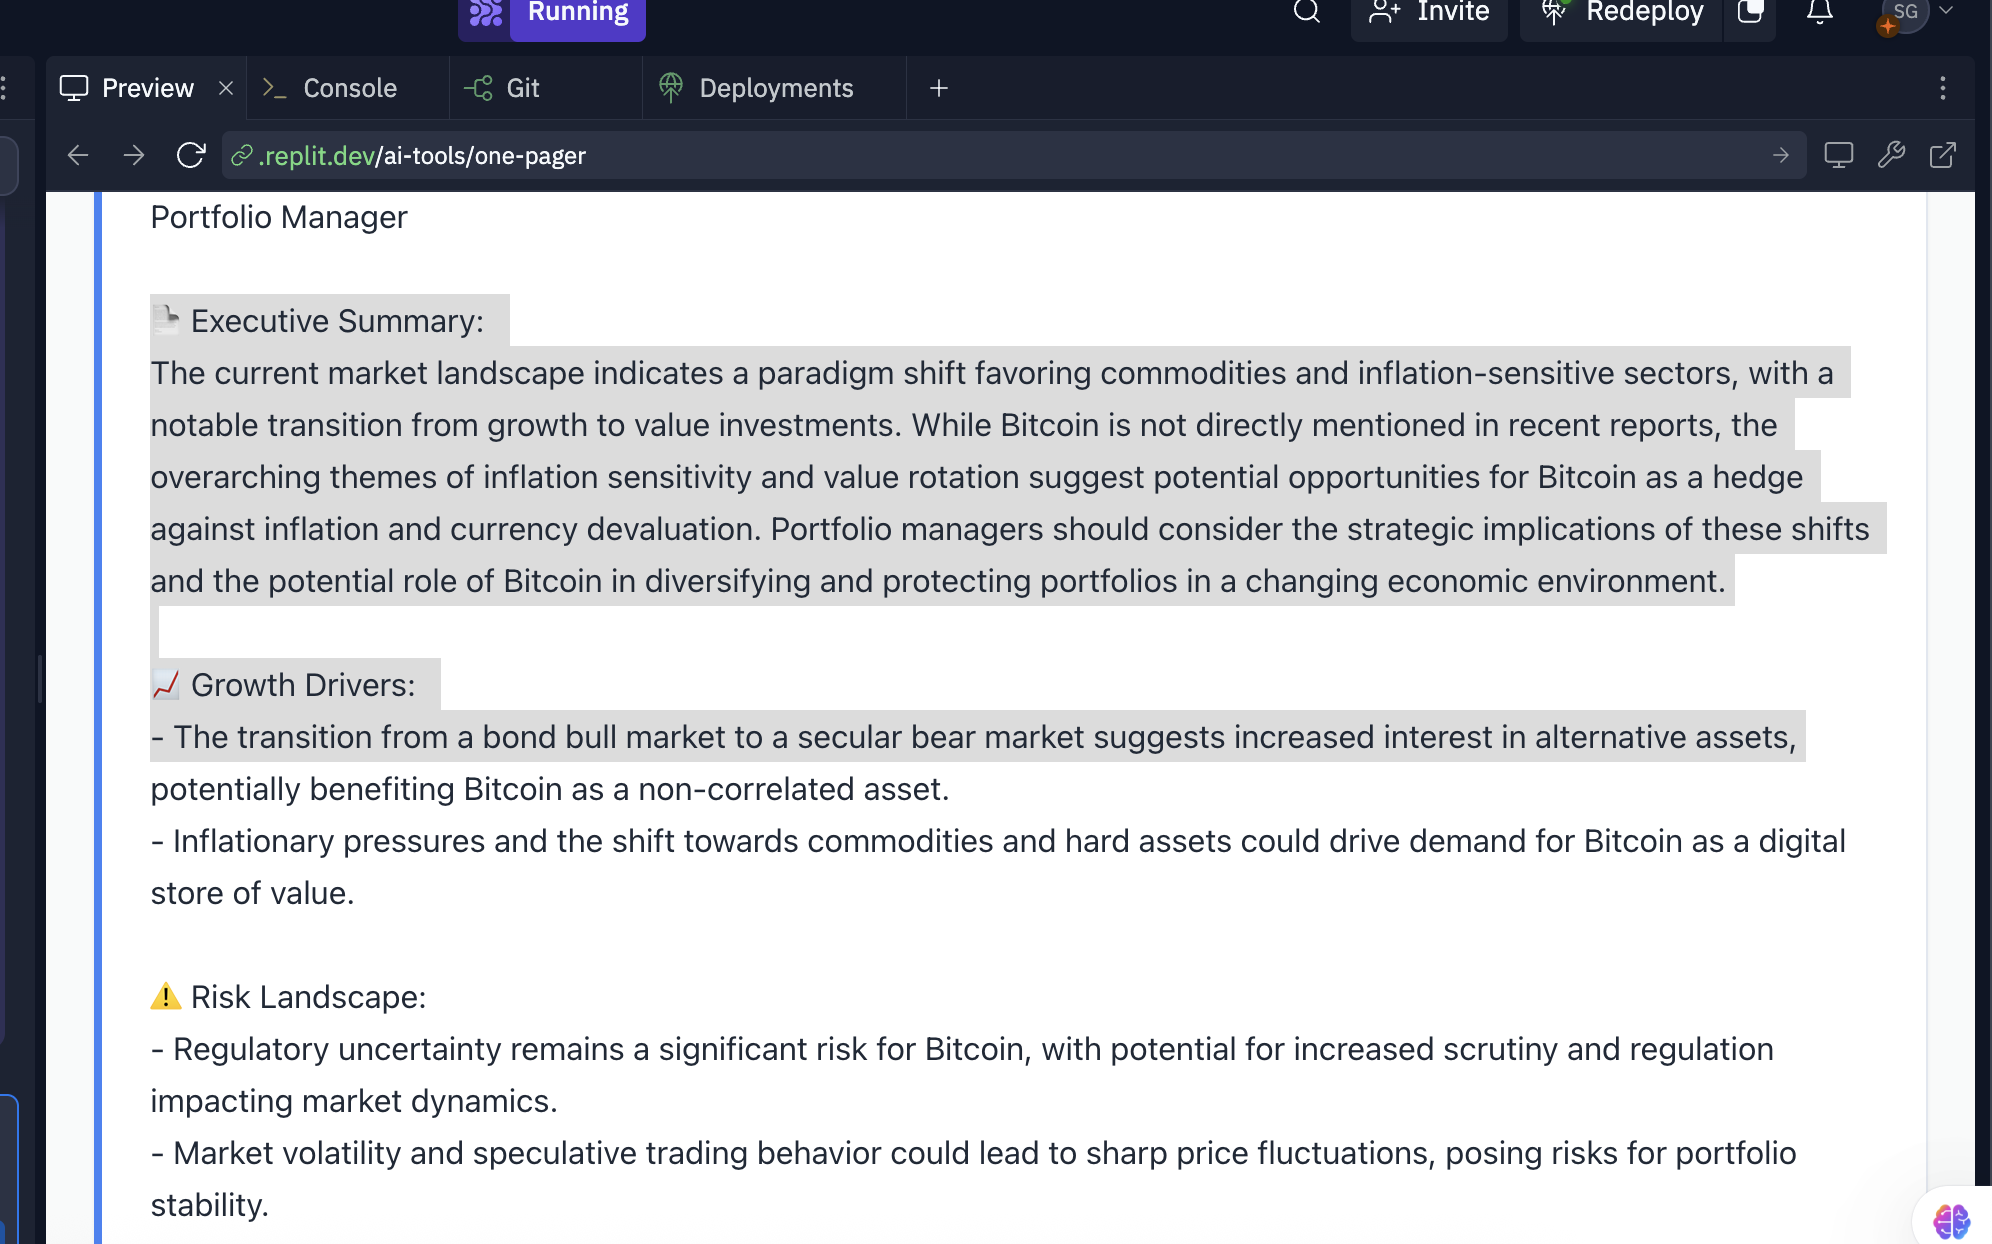 Running
Invite
Redeploy
SG
Preview
Console
Git
Deployments
.replit.dev/ai-tools/one-pager
Portfolio Manager
Executive Summary:
The current market landscape indicates a paradigm shift favoring commodities and inflation-sensitive sectors, with a
notable transition from growth to value investments. While Bitcoin is not directly mentioned in recent reports, the
overarching themes of inflation sensitivity and value rotation suggest potential opportunities for Bitcoin as a hedge
against inflation and currency devaluation. Portfolio managers should consider the strategic implications of these shifts
and the potential role of Bitcoin in diversifying and protecting portfolios in a changing economic environment.
Growth Drivers:
- The transition from a bond bull market to a secular bear market suggests increased interest in alternative assets,
potentially benefiting Bitcoin as a non-correlated asset.
- Inflationary pressures and the shift towards commodities and hard assets could drive demand for Bitcoin as a digital
store of value.
Risk Landscape:
- Regulatory uncertainty remains a significant risk for Bitcoin, with potential for increased scrutiny and regulation
impacting market dynamics.
- Market volatility and speculative trading behavior could lead to sharp price fluctuations, posing risks for portfolio
stability.